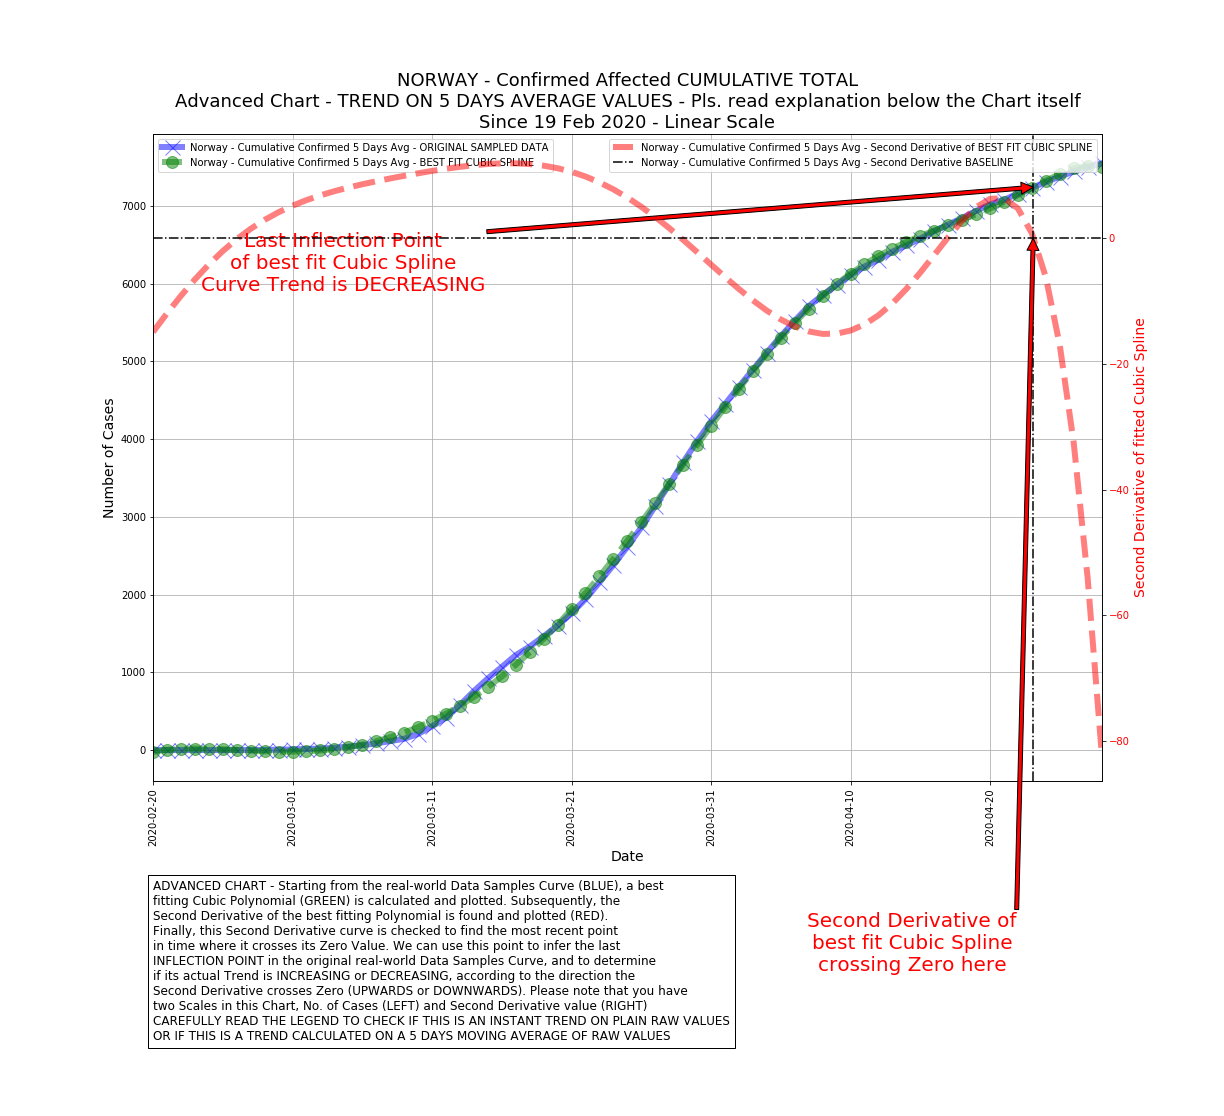 NORWAY - Confirmed Affected CUMULATIVE TOTAL
Advanced Chart - TREND ON 5 DAYS AVERAGE VALUES - Pls. read explanation below the Chart itself
Since 19 Feb 2020 - Linear Scale
Norway - Cumulative Confirmed 5 Days Avg - ORIGINAL SAMPLED DATA
Norway - Cumulative Confirmed 5 Days Avg - BEST FIT CUBIC SPLINE
Norway - Cumulative Confirmed 5 Days Avg - Second Derivative of BEST FIT CUBIC SPLINE
Norway - Cumulative Confirmed 5 Days Avg - Second Derivative BASELINE
Last Inflection Point
of best fit Cubic Spline
Curve Trend is DECREASING
Number of Cases
7000
6000
5000
4000
3000
2000
1000
0
0
−20
−40
−60
−80
Second Derivative of fitted Cubic Spline
2020-02-20
2020-03-01
2020-03-11
2020-03-21
2020-03-31
2020-04-10
2020-04-20
Date
ADVANCED CHART - Starting from the real-world Data Samples Curve (BLUE), a best
fitting Cubic Polynomial (GREEN) is calculated and plotted. Subsequently, the
Second Derivative of the best fitting Polynomial is found and plotted (RED).
Finally, this Second Derivative curve is checked to find the most recent point
in time where it crosses its Zero Value. We can use this point to infer the last
INFLECTION POINT in the original real-world Data Samples Curve, and to determine
if its actual Trend is INCREASING or DECREASING, according to the direction the
Second Derivative crosses Zero (UPWARDS or DOWNWARDS). Please note that you have
two Scales in this Chart, No. of Cases (LEFT) and Second Derivative value (RIGHT)
CAREFULLY READ THE LEGEND TO CHECK IF THIS IS AN INSTANT TREND ON PLAIN RAW VALUES
OR IF THIS IS A TREND CALCULATED ON A 5 DAYS MOVING AVERAGE OF RAW VALUES
Second Derivative of
best fit Cubic Spline
crossing Zero here